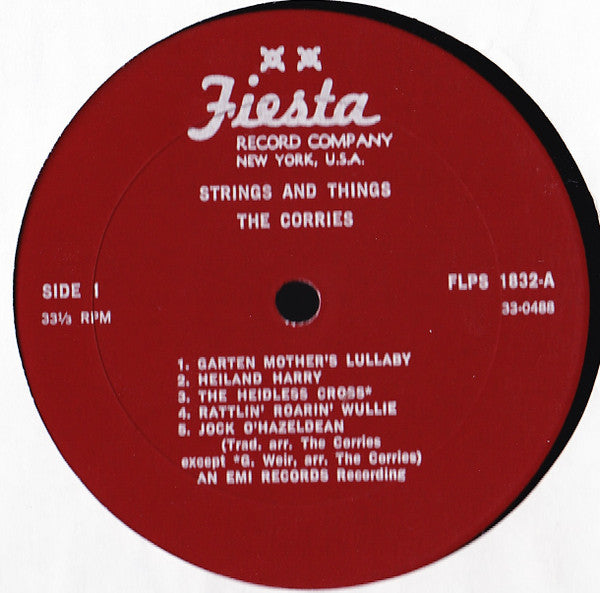 Fiesta
RECORD COMPANY
NEW YORK, U.S.A.
STRINGS AND THINGS
THE CORRIES
SIDE 1
FLPS 1832-A
33⅓ RPM
33-0488
1. GARTEN MOTHER'S LULLABY
2. HEILAND HARRY
3. THE HEIDLESS CROSS*
4. RATTLIN' ROARIN' WULLIE
5. JOCK O'HAZELDEAN
(Trad. arr. The Corries
except *G. Weir, arr. The Corries)
AN EMI RECORDS Recording